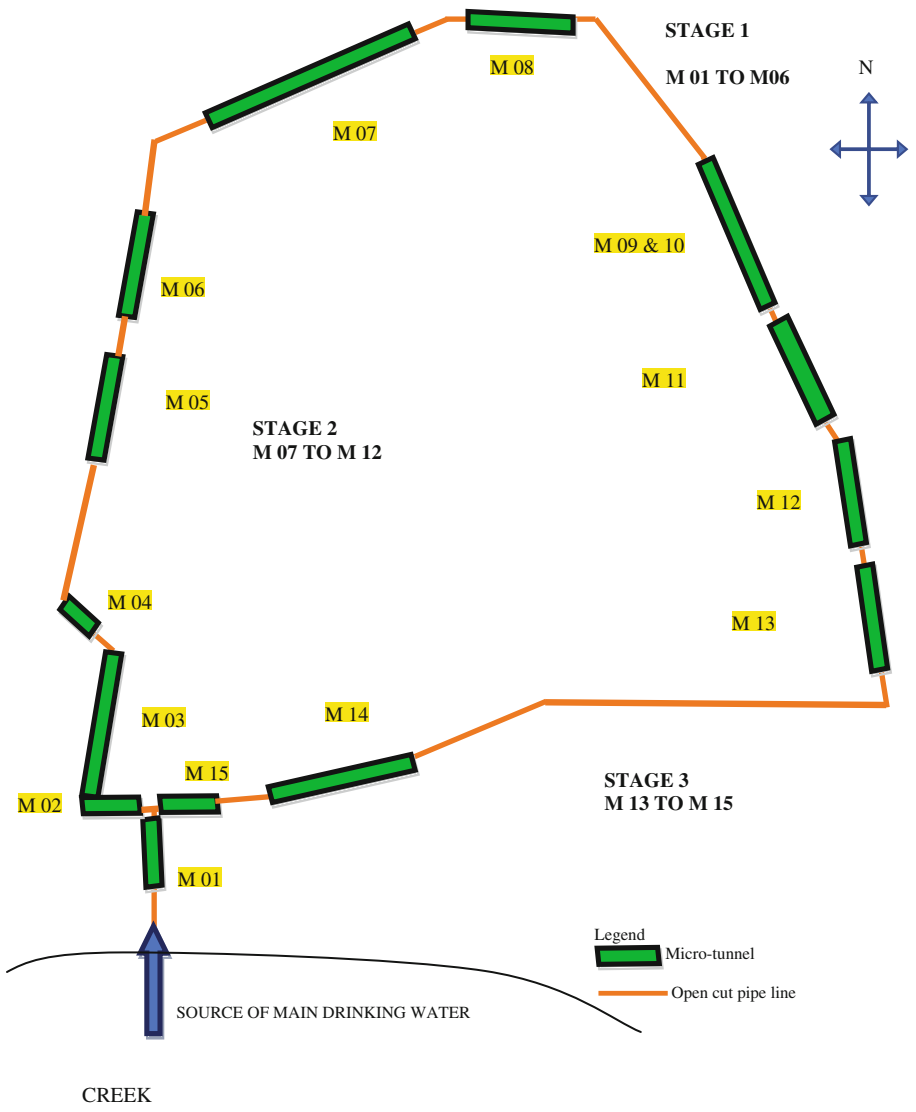 STAGE 1
M 01 TO M06
N
M 08
M 07
M 09 & 10
M 06
M 11
M 05
STAGE 2
M 07 TO M 12
M 12
M 04
M 13
M 03
M 14
M 15
M 02
STAGE 3
M 13 TO M 15
M 01
Legend
Micro-tunnel
Open cut pipe line
SOURCE OF MAIN DRINKING WATER
CREEK